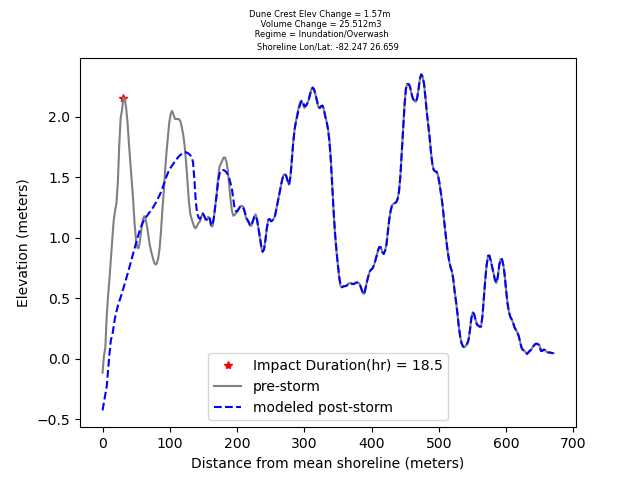 Dune Crest Elev Change = 1.57m
Volume Change = 25.512m3
Regime = Inundation/Overwash
Shoreline Lon/Lat: -82.247 26.659
2.0
1.5
1.0
0.5
0.0
−0.5
Elevation (meters)
Impact Duration(hr) = 18.5
pre-storm
modeled post-storm
0 100 200 300 400 500 600 700
Distance from mean shoreline (meters)